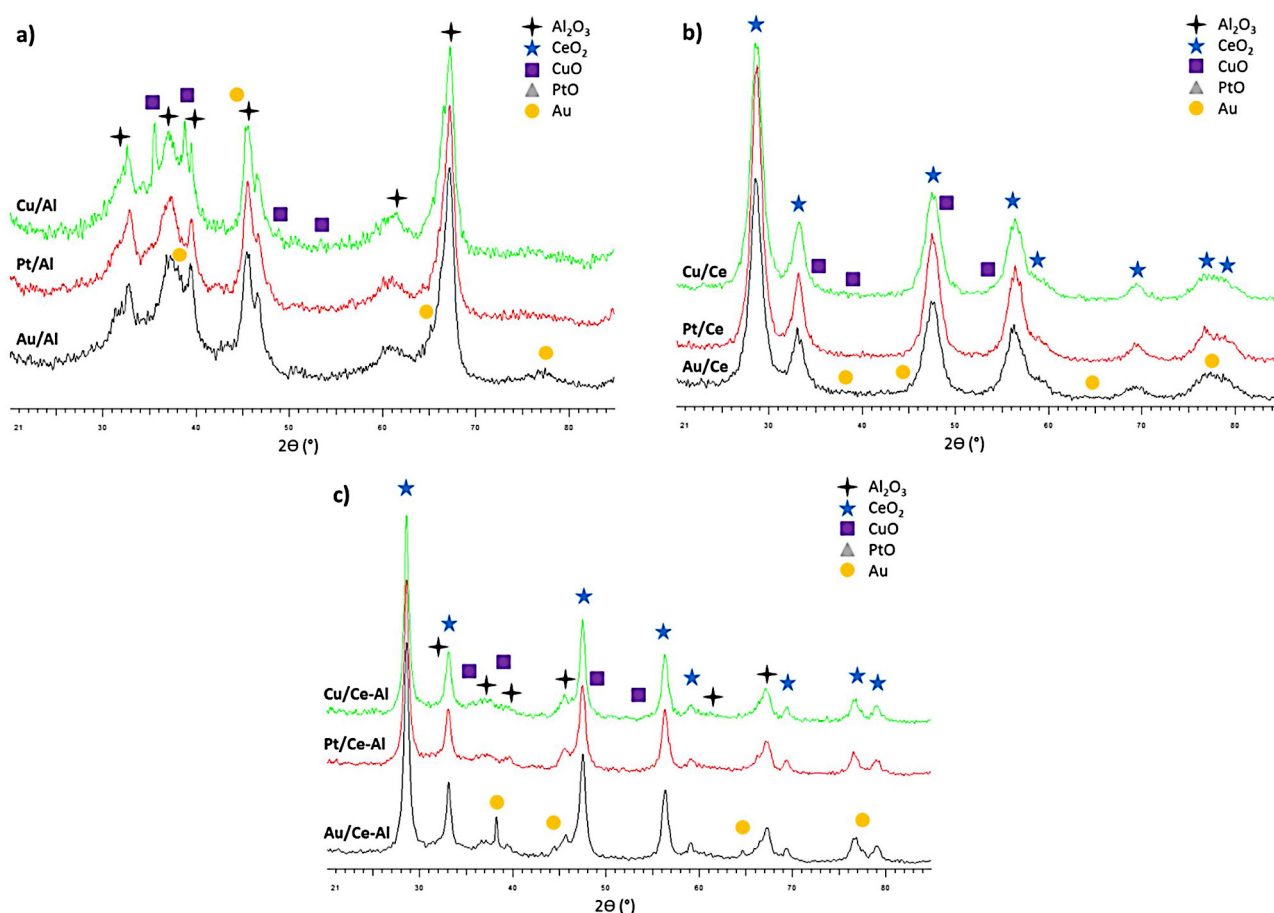 a)
Al₂O₃
CeO₂
CuO
PtO
Au
Cu/Al
Pt/Al
Au/Al
30 40 50 60 70 80
21
2Θ (°)
b)
Al₂O₃
CeO₂
CuO
PtO
Au
Cu/Ce
Pt/Ce
Au/Ce
21 30 40 50 60 70 80
2Θ (°)
c)
Al₂O₃
CeO₂
CuO
PtO
Au
Cu/Ce-Al
Pt/Ce-Al
Au/Ce-Al
21 30 40 50 60 70 80
2Θ (°)